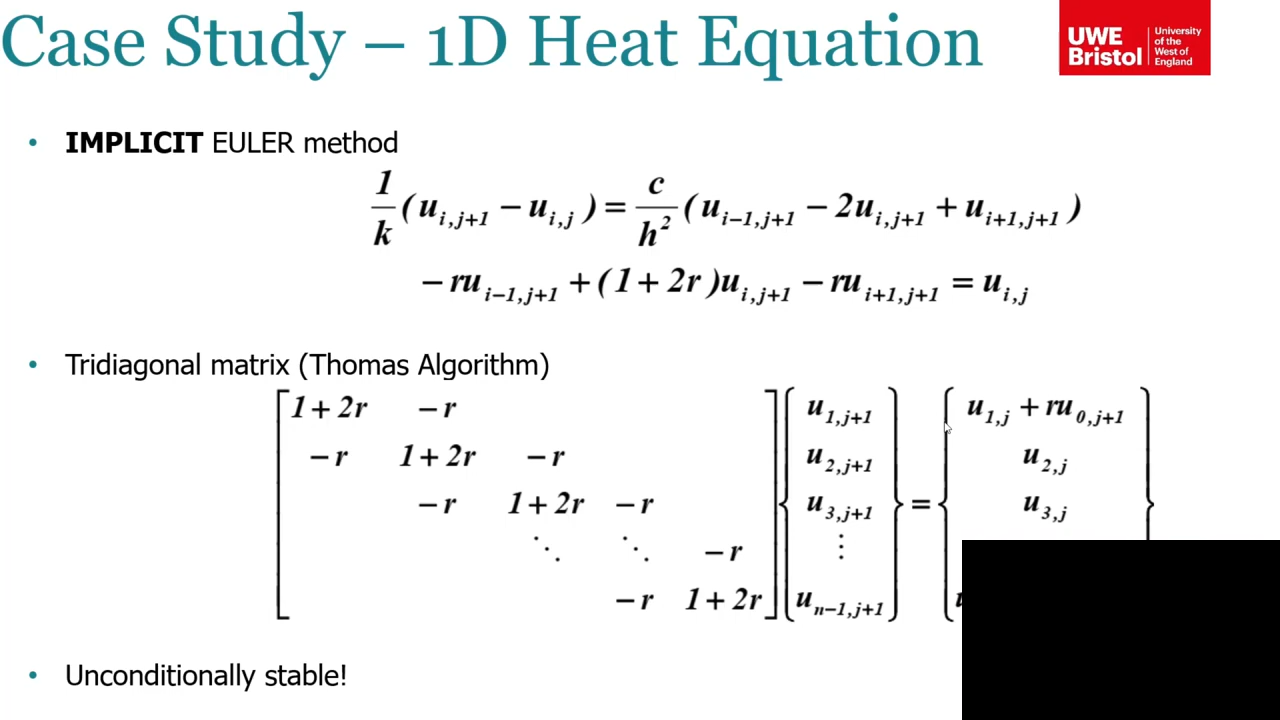 Case Study – 1D Heat Equation
UWE Bristol | University of the West of England
• IMPLICIT EULER method
1/k (u_{i,j+1} − u_{i,j}) = c/h² (u_{i−1,j+1} − 2u_{i,j+1} + u_{i+1,j+1})
− ru_{i−1,j+1} + (1 + 2r)u_{i,j+1} − ru_{i+1,j+1} = u_{i,j}
• Tridiagonal matrix (Thomas Algorithm)
1 + 2r − r u_{1,j+1} u_{1,j} + ru_{0,j+1}
− r 1 + 2r − r u_{2,j+1} u_{2,j}
− r 1 + 2r − r u_{3,j+1} = u_{3,j}
⋱ ⋱ − r ⋮
− r 1 + 2r u_{n−1,j+1}
• Unconditionally stable!